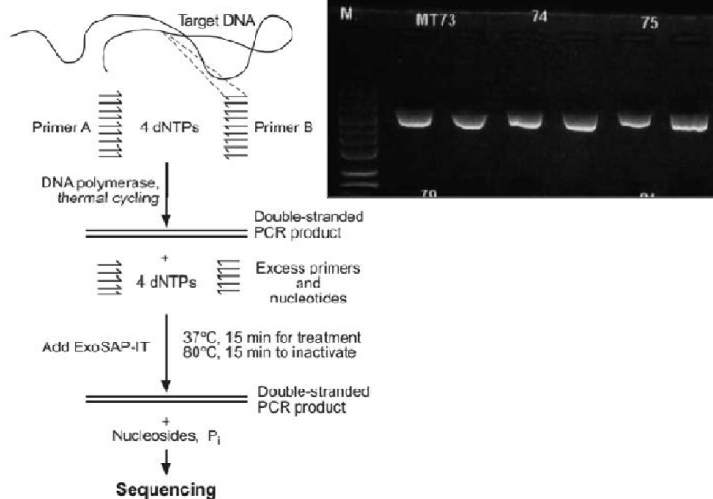 Target DNA
Primer A
4 dNTPs
Primer B
DNA polymerase,
thermal cycling
Double-stranded
PCR product
+
4 dNTPs
Excess primers
and
nucleotides
Add ExoSAP-IT
37°C, 15 min for treatment
80°C, 15 min to inactivate
Double-stranded
PCR product
+
Nucleosides, Pi
Sequencing
M
MT73
74
75